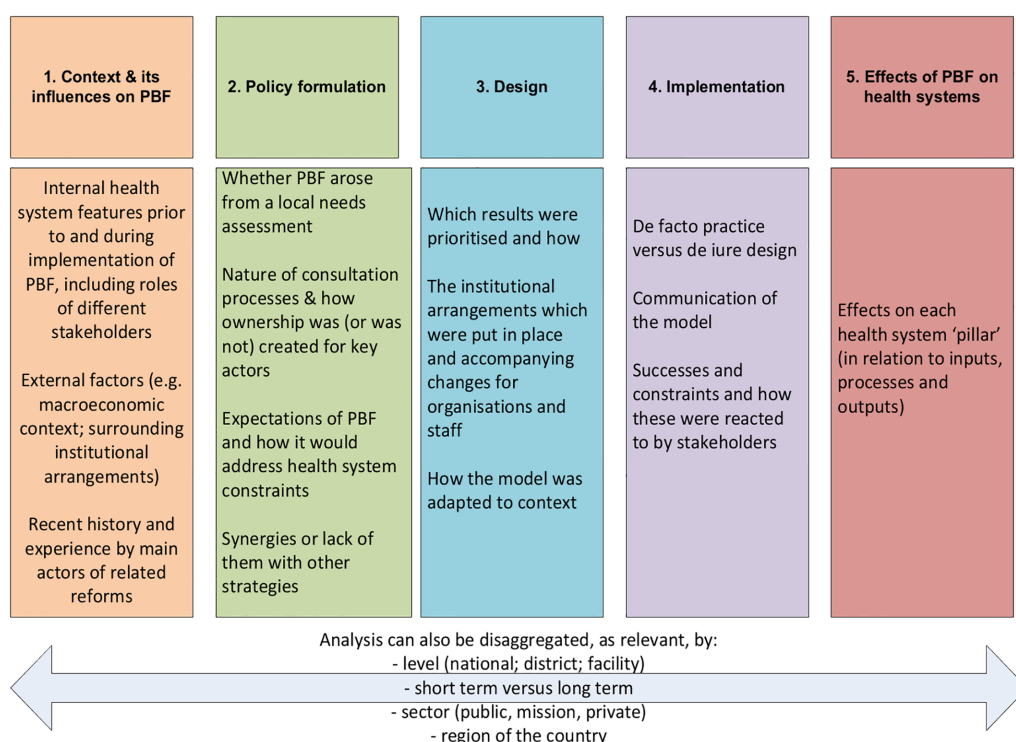 1. Context & its
influences on PBF
2. Policy formulation
3. Design
4. Implementation
5. Effects of PBF on
health systems
Internal health
system features prior
to and during
implementation of
PBF, including roles
of different
stakeholders
External factors (e.g.
macroeconomic
context; surrounding
institutional
arrangements)
Recent history and
experience by main
actors of related
reforms
Whether PBF arose
from a local needs
assessment
Nature of consultation
processes & how
ownership was (or was
not) created for key
actors
Expectations of PBF
and how it would
address health system
constraints
Synergies or lack of
them with other
strategies
Which results were
prioritised and how
The institutional
arrangements which
were put in place
and accompanying
changes for
organisations and
staff
How the model was
adapted to context
De facto practice
versus de iure design
Communication of
the model
Successes and
constraints and how
these were reacted
to by stakeholders
Effects on each
health system ‘pillar’
(in relation to inputs,
processes and
outputs)
Analysis can also be disaggregated, as relevant, by:
- level (national; district; facility)
- short term versus long term
- sector (public, mission, private)
- region of the country